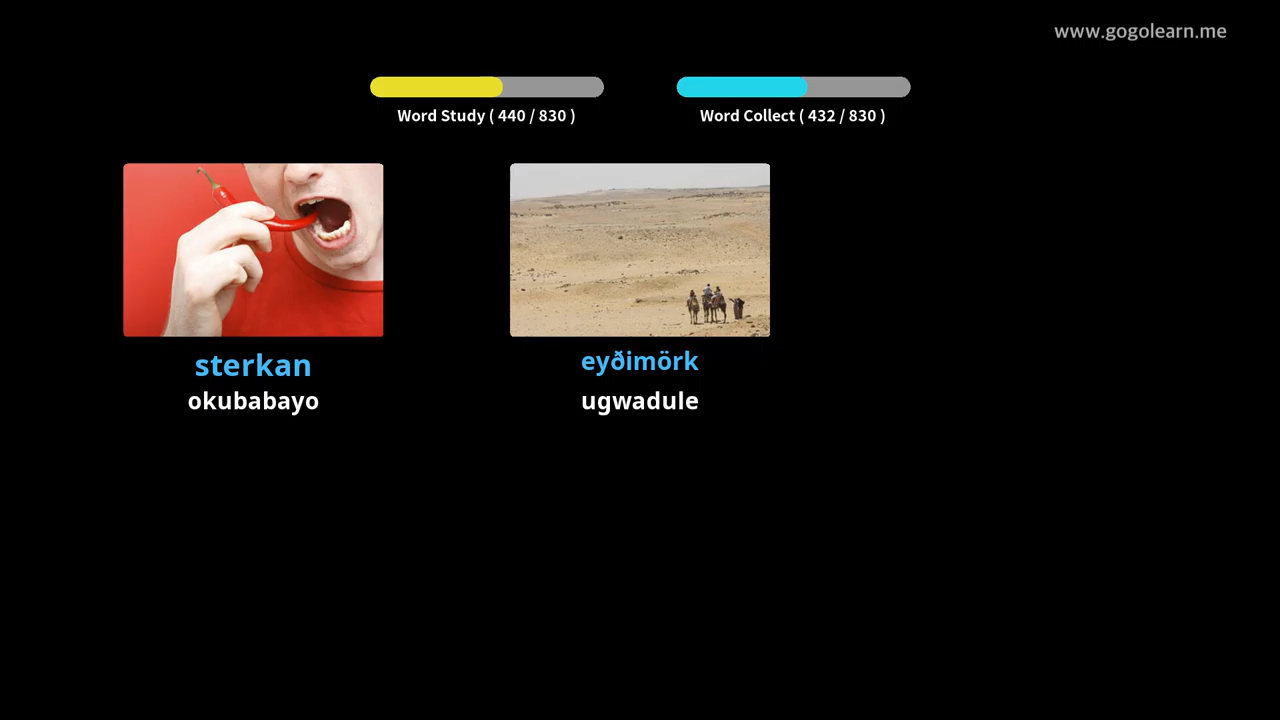 www.gogolearn.me
Word Study ( 440 / 830 )
Word Collect ( 432 / 830 )
sterkan
okubabayo
eyðimörk
ugwadule